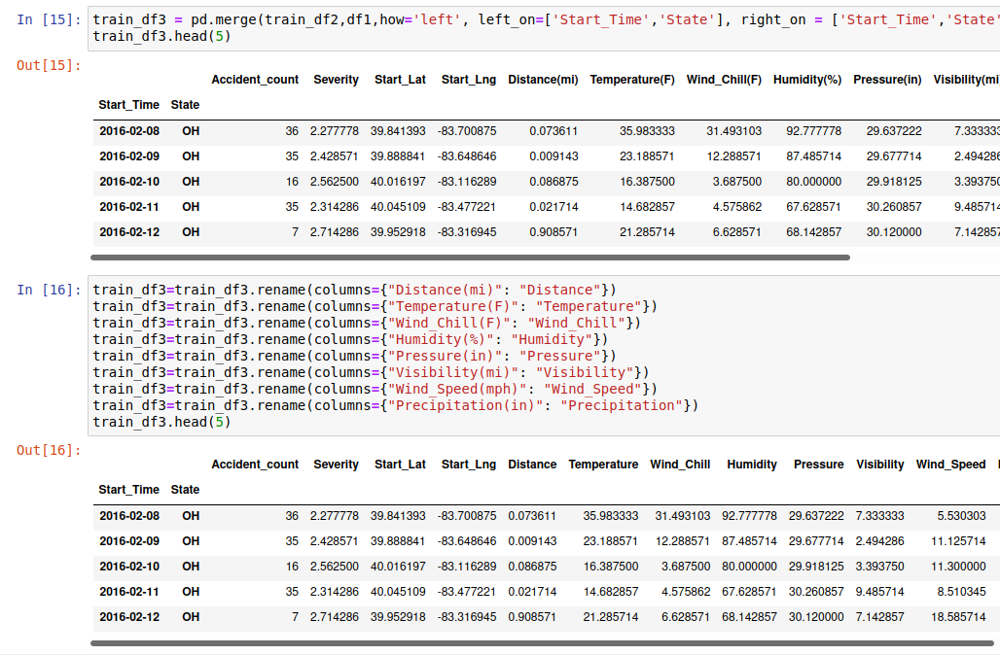 In [15]: train_df3 = pd.merge(train_df2,df1,how='left', left_on=['Start_Time','State'], right_on = ['Start_Time','State'
train_df3.head(5)
Out[15]:
Accident_count Severity Start_Lat Start_Lng Distance(mi) Temperature(F) Wind_Chill(F) Humidity(%) Pressure(in) Visibility(mi
Start_Time State
2016-02-08 OH 36 2.277778 39.841393 -83.700875 0.073611 35.983333 31.493103 92.777778 29.637222 7.333333
2016-02-09 OH 35 2.428571 39.888841 -83.648646 0.009143 23.188571 12.288571 87.485714 29.677714 2.494286
2016-02-10 OH 16 2.562500 40.016197 -83.116289 0.086875 16.387500 3.687500 80.000000 29.918125 3.393750
2016-02-11 OH 35 2.314286 40.045109 -83.477221 0.021714 14.682857 4.575862 67.628571 30.260857 9.485714
2016-02-12 OH 7 2.714286 39.952918 -83.316945 0.908571 21.285714 6.628571 68.142857 30.120000 7.142857
In [16]: train_df3=train_df3.rename(columns={"Distance(mi)": "Distance"})
train_df3=train_df3.rename(columns={"Temperature(F)": "Temperature"})
train_df3=train_df3.rename(columns={"Wind_Chill(F)": "Wind_Chill"})
train_df3=train_df3.rename(columns={"Humidity(%)": "Humidity"})
train_df3=train_df3.rename(columns={"Pressure(in)": "Pressure"})
train_df3=train_df3.rename(columns={"Visibility(mi)": "Visibility"})
train_df3=train_df3.rename(columns={"Wind_Speed(mph)": "Wind_Speed"})
train_df3=train_df3.rename(columns={"Precipitation(in)": "Precipitation"})
train_df3.head(5)
Out[16]:
Accident_count Severity Start_Lat Start_Lng Distance Temperature Wind_Chill Humidity Pressure Visibility Wind_Speed
Start_Time State
2016-02-08 OH 36 2.277778 39.841393 -83.700875 0.073611 35.983333 31.493103 92.777778 29.637222 7.333333 5.530303
2016-02-09 OH 35 2.428571 39.888841 -83.648646 0.009143 23.188571 12.288571 87.485714 29.677714 2.494286 11.125714
2016-02-10 OH 16 2.562500 40.016197 -83.116289 0.086875 16.387500 3.687500 80.000000 29.918125 3.393750 11.300000
2016-02-11 OH 35 2.314286 40.045109 -83.477221 0.021714 14.682857 4.575862 67.628571 30.260857 9.485714 8.510345
2016-02-12 OH 7 2.714286 39.952918 -83.316945 0.908571 21.285714 6.628571 68.142857 30.120000 7.142857 18.585714